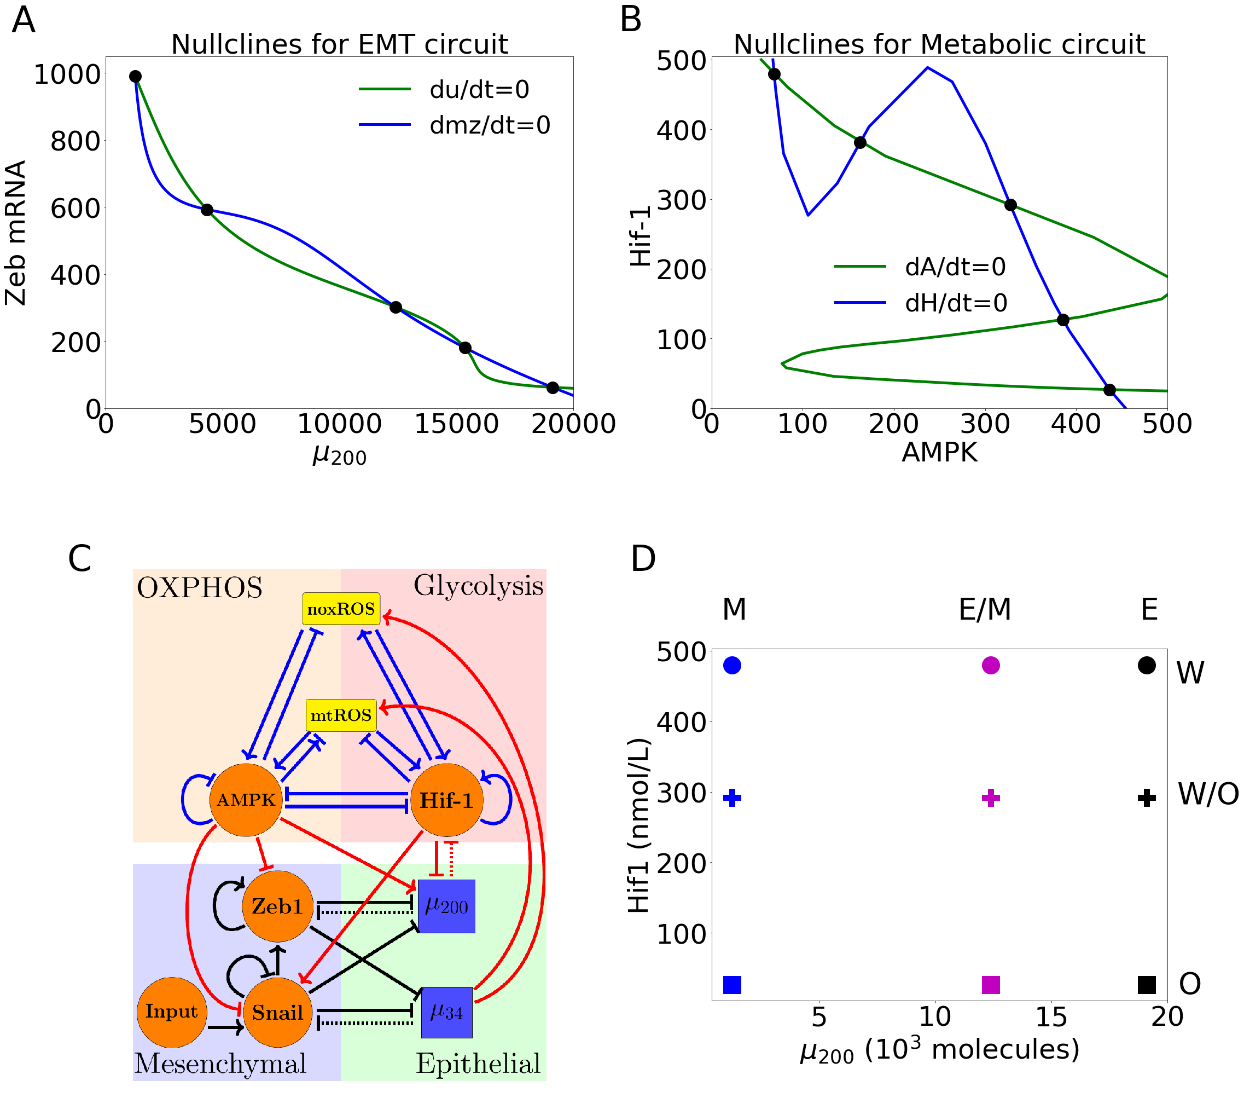 A
Nullclines for EMT circuit
1000
800
600
400
200
0
Zeb mRNA
du/dt=0
dmz/dt=0
0 5000 10000 15000 20000
μ200
B
Nullclines for Metabolic circuit
500
400
300
200
100
0
Hif-1
dA/dt=0
dH/dt=0
0 100 200 300 400 500
AMPK
C
OXPHOS Glycolysis
noxROS
mtROS
AMPK Hif-1
Zeb1 μ200
Input Snail μ34
Mesenchymal Epithelial
D
M E/M E
500
400
300
200
100
Hif1 (nmol/L)
W
W/O
O
5 10 15 20
μ200 (10³ molecules)